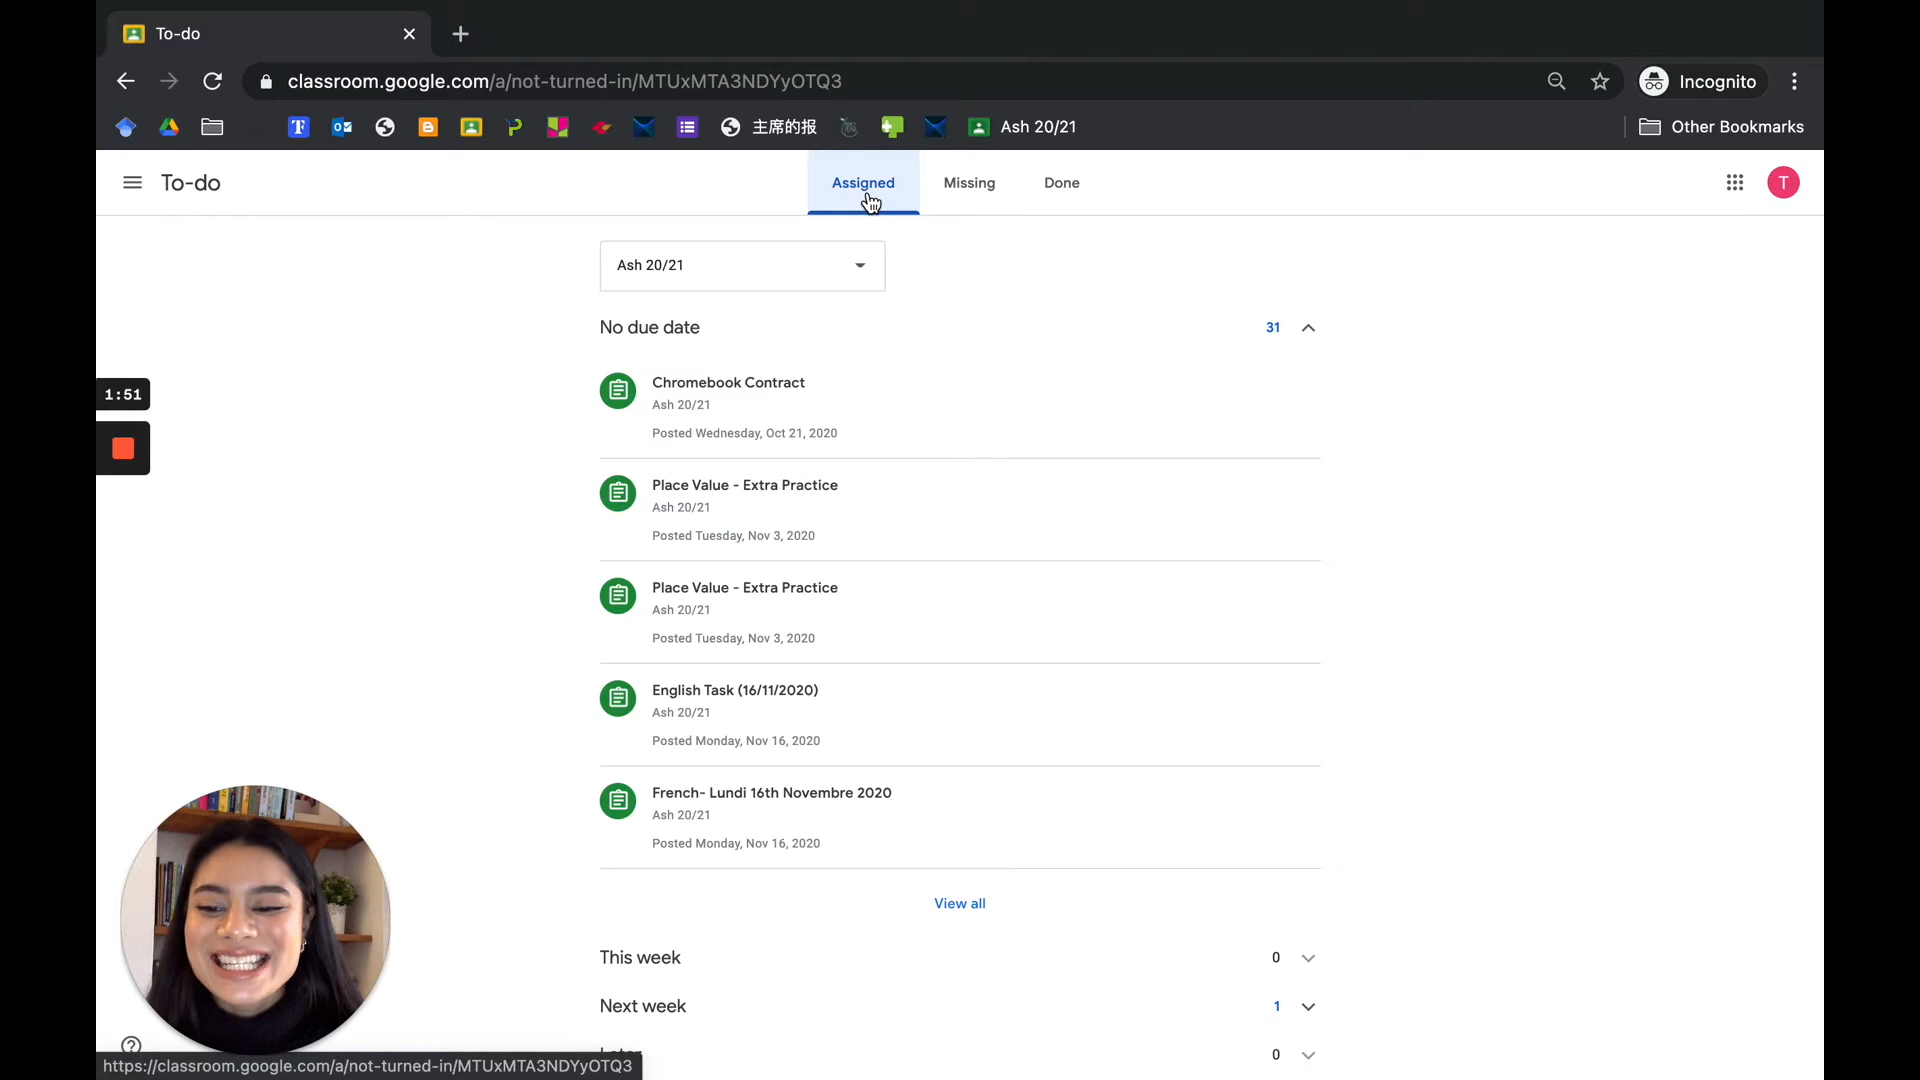 To-do
classroom.google.com/a/not-turned-in/MTUxMTA3NDYyOTQ3
Incognito
主席的报
Ash 20/21
Other Bookmarks
To-do
Assigned
Missing
Done
T
Ash 20/21
No due date
31
Chromebook Contract
Ash 20/21
Posted Wednesday, Oct 21, 2020
1:51
Place Value - Extra Practice
Ash 20/21
Posted Tuesday, Nov 3, 2020
Place Value - Extra Practice
Ash 20/21
Posted Tuesday, Nov 3, 2020
English Task (16/11/2020)
Ash 20/21
Posted Monday, Nov 16, 2020
French- Lundi 16th Novembre 2020
Ash 20/21
Posted Monday, Nov 16, 2020
View all
This week
0
Next week
1
Later
0
https://classroom.google.com/a/not-turned-in/MTUxMTA3NDYyOTQ3